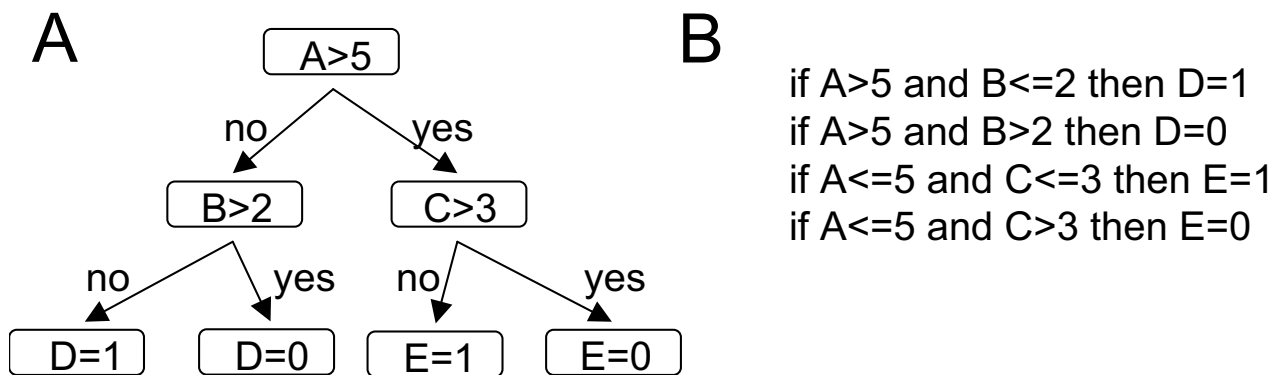 A
A>5
no
yes
B>2
C>3
no
yes
no
yes
D=1
D=0
E=1
E=0
B
if A>5 and B<=2 then D=1
if A>5 and B>2 then D=0
if A<=5 and C<=3 then E=1
if A<=5 and C>3 then E=0